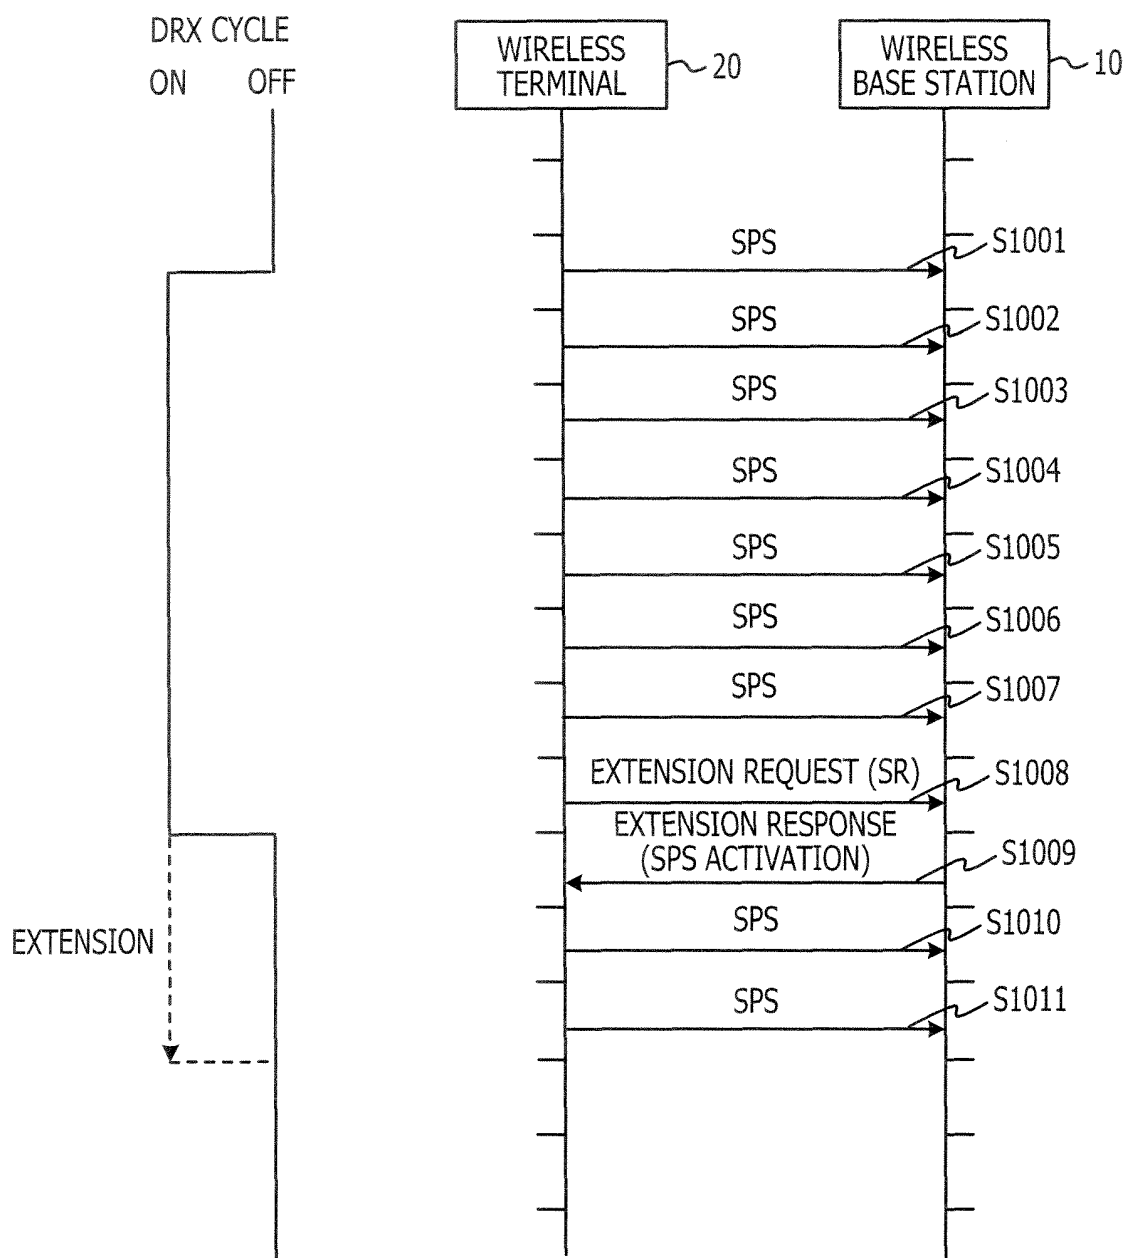 DRX CYCLE
ON OFF
WIRELESS
TERMINAL
20
WIRELESS
BASE STATION
10
SPS
S1001
SPS
S1002
SPS
S1003
SPS
S1004
SPS
S1005
SPS
S1006
SPS
S1007
EXTENSION REQUEST (SR)
S1008
EXTENSION RESPONSE
(SPS ACTIVATION)
S1009
EXTENSION
SPS
S1010
SPS
S1011